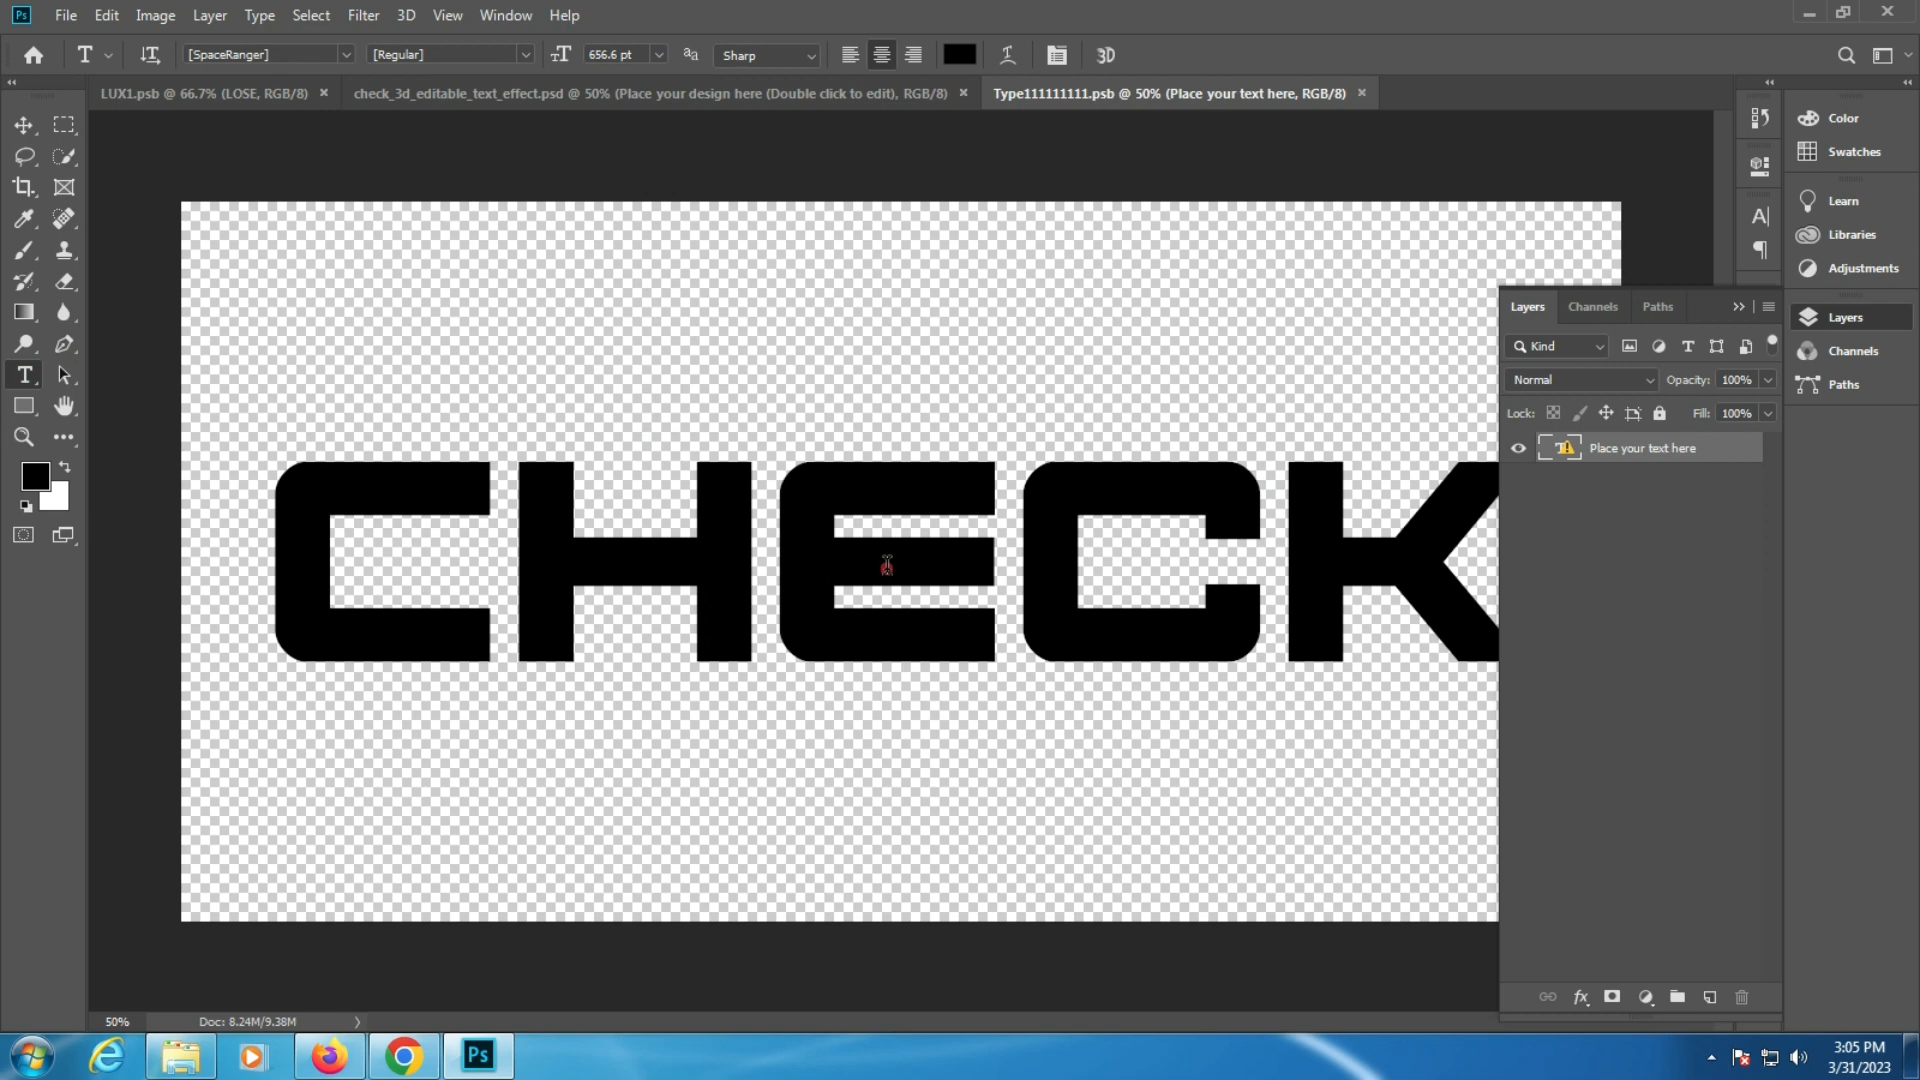 Ps File Edit Image Layer Type Select Filter 3D View Window Help
T [SpaceRanger] [Regular] 656.6 pt aa Sharp 3D
LUX1.psb @ 66.7% (LOSE, RGB/8) × check_3d_editable_text_effect.psd @ 50% (Place your design here (Double click to edit), RGB/8) × Type111111111.psb @ 50% (Place your text here, RGB/8) ×
Color
Swatches
Learn
Libraries
Adjustments
Layers
Channels
Paths
Layers Channels Paths
Kind
Normal Opacity: 100%
Lock: Fill: 100%
Place your text here
CHECK
50% Doc: 8.24M/9.38M
Ps
3:05 PM
3/31/2023